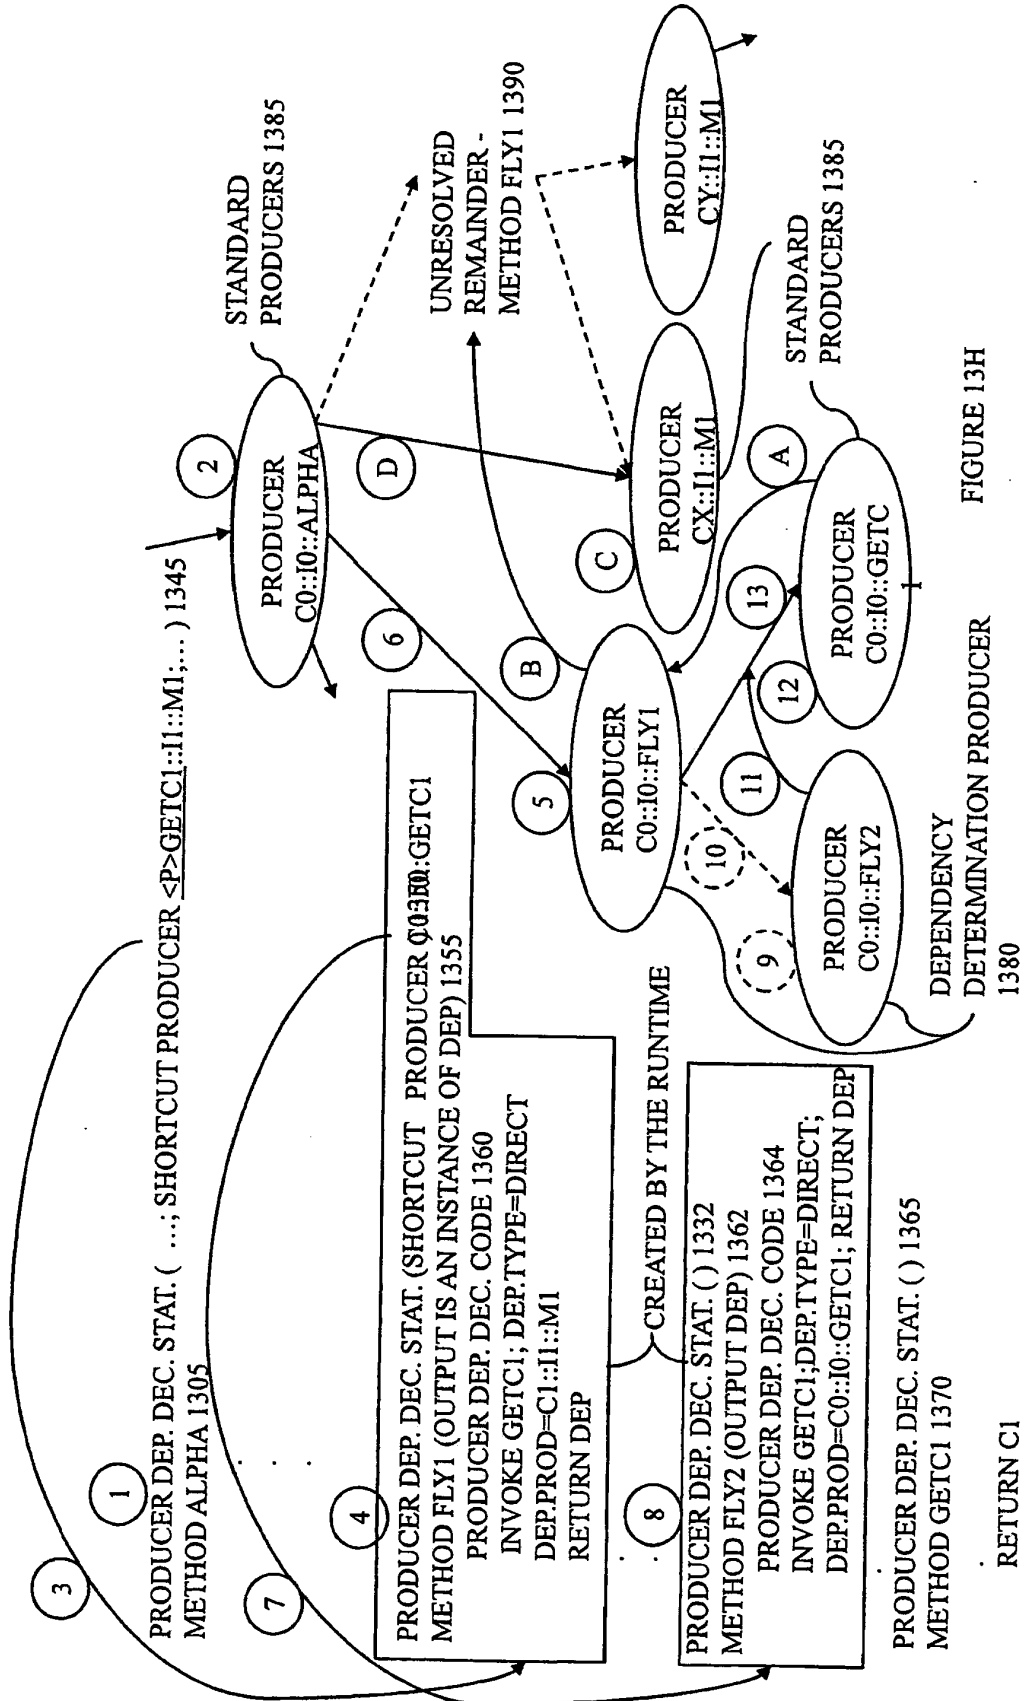 3
1
PRODUCER DEP. DEC. STAT. ( ...; SHORTCUT PRODUCER <P>GETC1::I1::M1;... ) 1345
METHOD ALPHA 1305
7
4
PRODUCER DEP. DEC. STAT. (SHORTCUT PRODUCER C0::I0::GETC1
METHOD FLY1 (OUTPUT IS AN INSTANCE OF DEP) 1355
PRODUCER DEP. DEC. CODE 1360
INVOKE GETC1; DEP.TYPE=DIRECT
DEP.PROD=C1::I1::M1
RETURN DEP
8
CREATED BY THE RUNTIME
PRODUCER DEP. DEC. STAT. ( ) 1332
METHOD FLY2 (OUTPUT DEP) 1362
PRODUCER DEP. DEC. CODE 1364
INVOKE GETC1;DEP.TYPE=DIRECT;
DEP.PROD=C0::I0::GETC1; RETURN DEP
PRODUCER DEP. DEC. STAT. ( ) 1365
METHOD GETC1 1370
RETURN C1
2
PRODUCER
C0::I0::ALPHA
STANDARD
PRODUCERS 1385
6
D
UNRESOLVED
REMAINDER -
METHOD FLY1 1390
B
C
5
PRODUCER
C0::I0::FLY1
PRODUCER
CX::I1::M1
PRODUCER
CY::I1::M1
10
9
11
12
13
A
PRODUCER
C0::I0::FLY2
PRODUCER
C0::I0::GETC
1
STANDARD
PRODUCERS 1385
DEPENDENCY
DETERMINATION PRODUCER
1380
FIGURE 13H